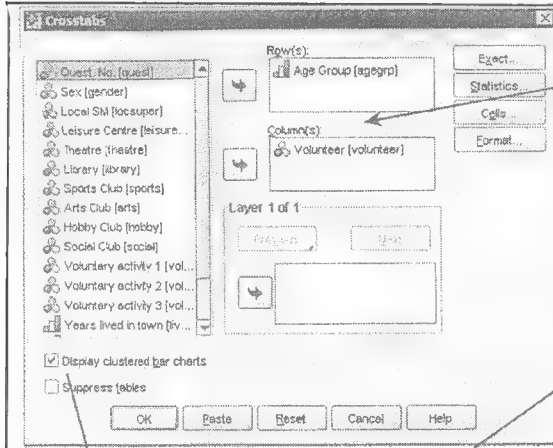 Crosstabs
Quest. No. [quest]
Sex [gender]
Local SM [locsuper]
Leisure Centre [leisure...
Theatre [theatre]
Library [library]
Sports Club [sports]
Arts Club [arts]
Hobby Club [hobby]
Social Club [social]
Voluntary activity 1 [vol...
Voluntary activity 2 [vol...
Voluntary activity 3 [vol...
Years lived in town [liv...
Row(s):
Age Group [agegrp]
Column(s):
Volunteer [volunteer]
Layer 1 of 1
Previous
Next
Exact...
Statistics...
Cells...
Format...
Display clustered bar charts
Suppress tables
OK
Paste
Reset
Cancel
Help